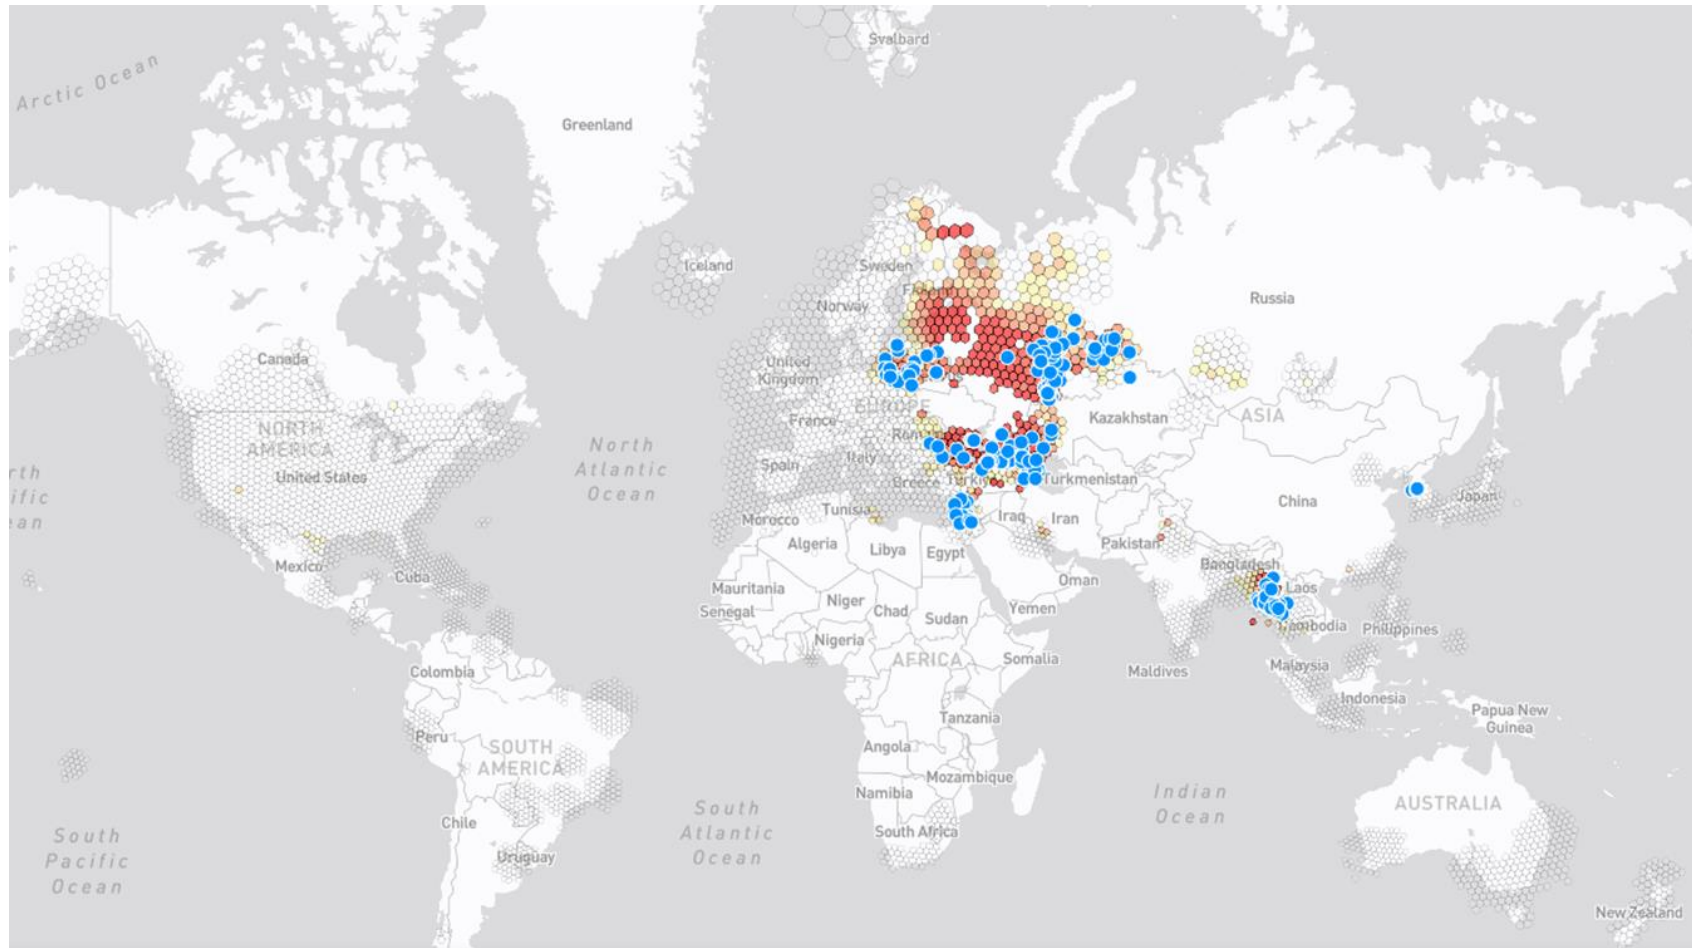 Svalbard
Arctic Ocean
Greenland
Iceland
Sweden
Norway
Russia
Canada
United
Kingdom
EUROPE
France
Kazakhstan
ASIA
NORTH
AMERICA
North
Atlantic
Ocean
Italy
Spain
United States
Greece
Turkmenistan
China
Japan
Morocco
Tunisia
Iraq
Iran
Algeria
Libya
Egypt
Pakistan
Mexico
Cuba
Bangladesh
Laos
Oman
Mauritania
Niger
Chad
Sudan
Yemen
Senegal
Nigeria
Cambodia
Philippines
AFRICA
Somalia
Colombia
Maldives
Malaysia
Indonesia
Papua New
Guinea
Tanzania
Peru
SOUTH
AMERICA
Angola
Mozambique
Namibia
Indian
Ocean
AUSTRALIA
South
Atlantic
Ocean
Chile
South Africa
South
Pacific
Ocean
Uruguay
New Zealand